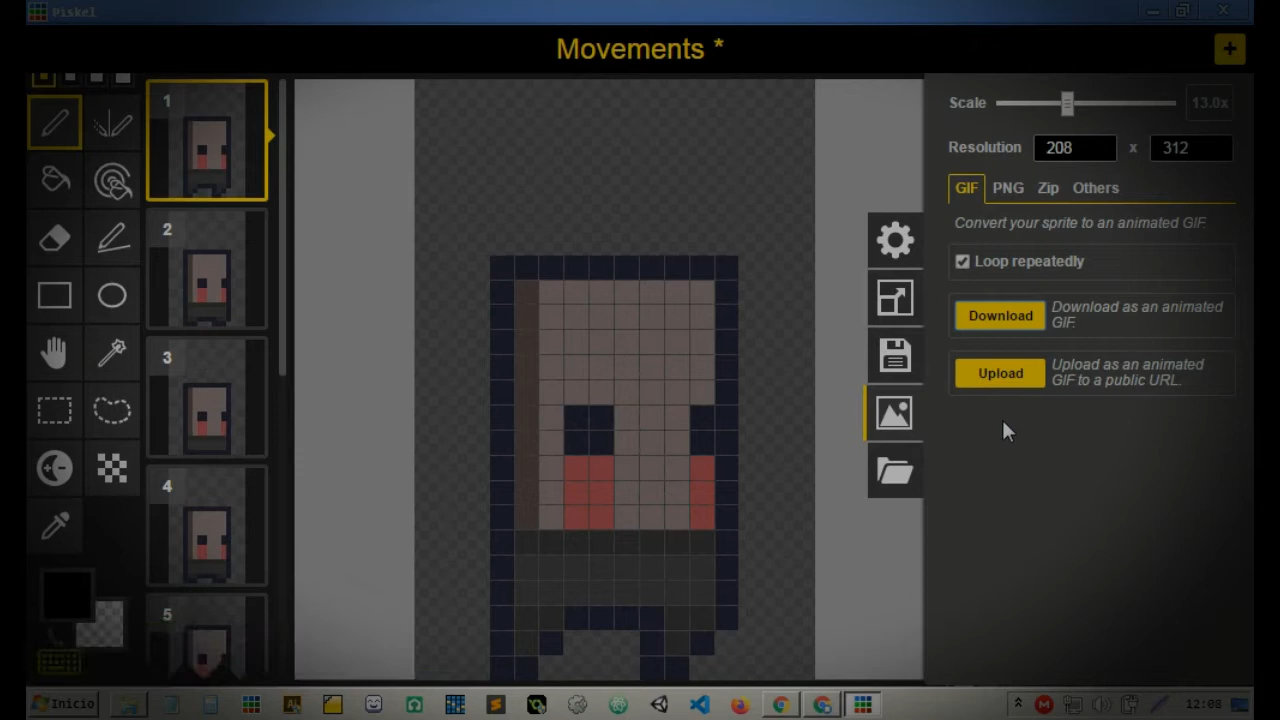 Piskel
Movements *
1
2
3
4
5
Scale
13.0x
Resolution 208 x 312
GIF PNG Zip Others
Convert your sprite to an animated GIF.
Loop repeatedly
Download
Download as an animated
GIF.
Upload
Upload as an animated
GIF to a public URL.
Inicio
12:08